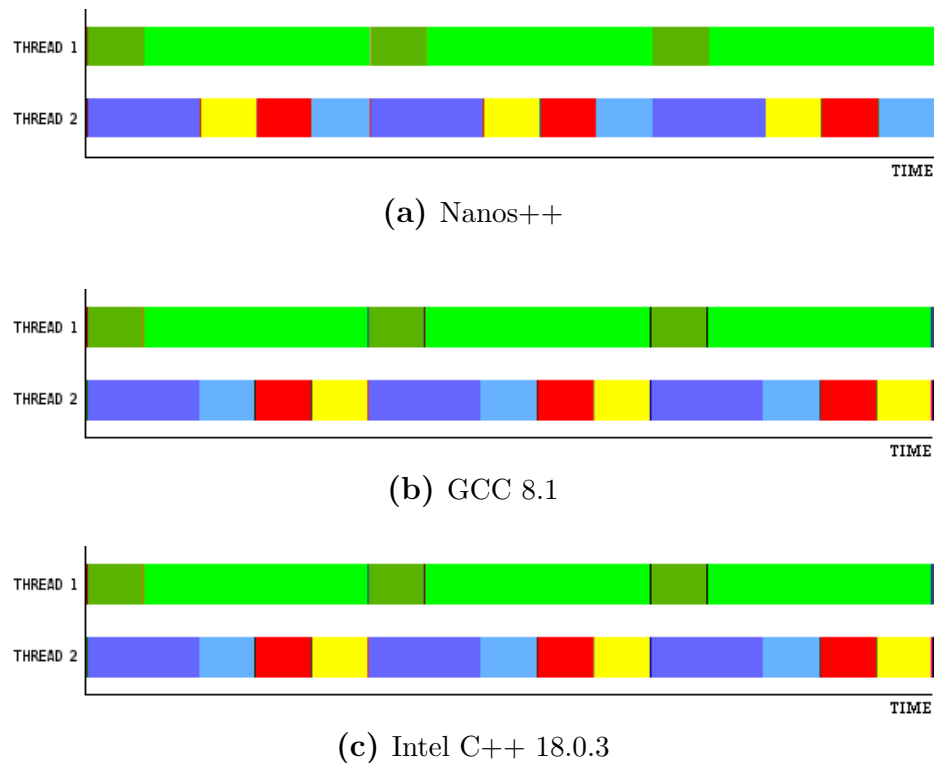 THREAD 1
THREAD 2
TIME
(a) Nanos++
THREAD 1
THREAD 2
TIME
(b) GCC 8.1
THREAD 1
THREAD 2
TIME
(c) Intel C++ 18.0.3